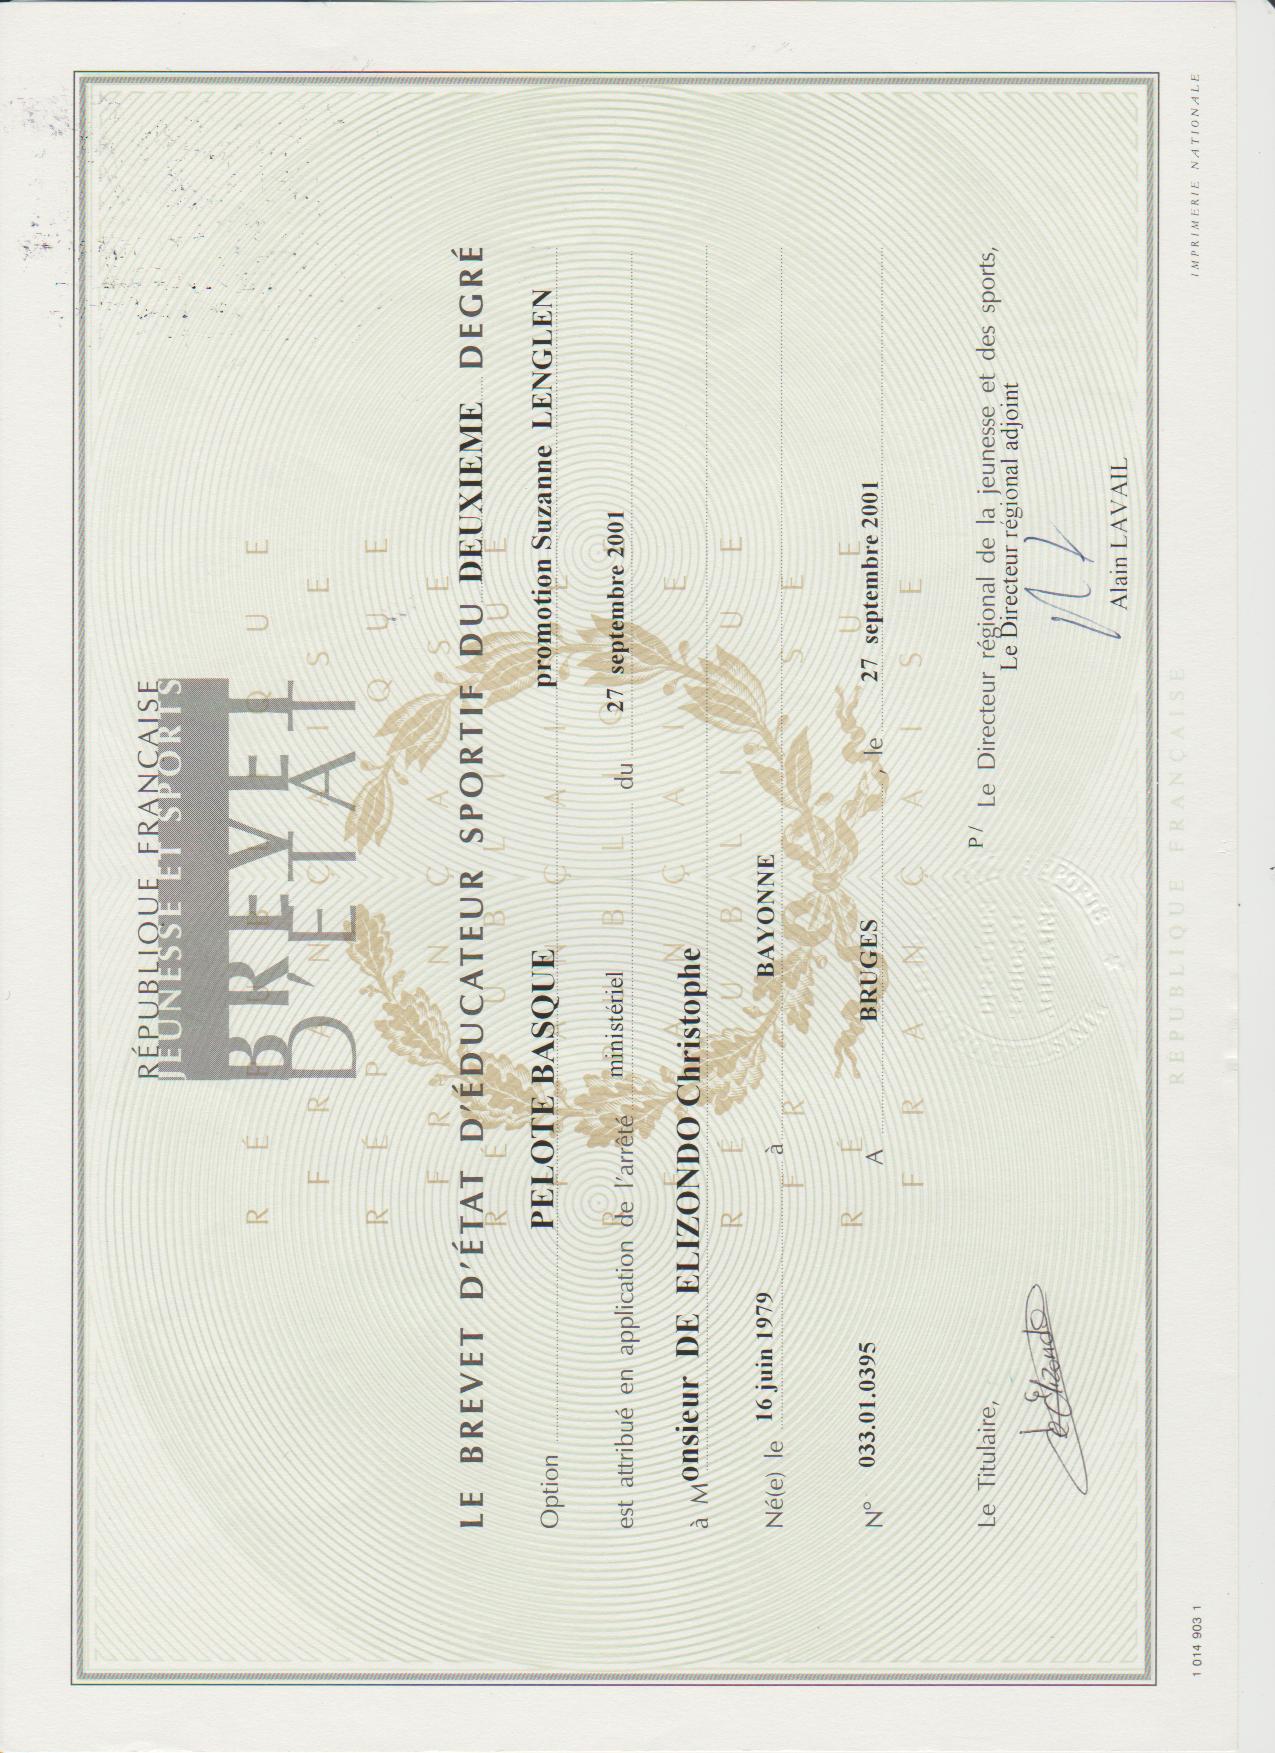 RÉPUBLIQUE FRANÇAISE
JEUNESSE ET SPORTS
BREVET
D'ÉTAT
LE BREVET D'ÉTAT D'ÉDUCATEUR SPORTIF DU DEUXIEME DEGRÉ
Option PELOTE BASQUE promotion Suzanne LENGLEN
est attribué en application de l'arrêté ministériel du 27 septembre 2001
à Monsieur DE ELIZONDO Christophe
Né(e) le 16 juin 1979 à BAYONNE
N° 033.01.0395 A BRUGES, le 27 septembre 2001
Le Titulaire, P/ Le Directeur régional de la jeunesse et des sports,
Le Directeur régional adjoint
de Elizondo
Alain LAVAIL
RÉPUBLIQUE FRANÇAISE
1 014 903 1 IMPRIMERIE NATIONALE